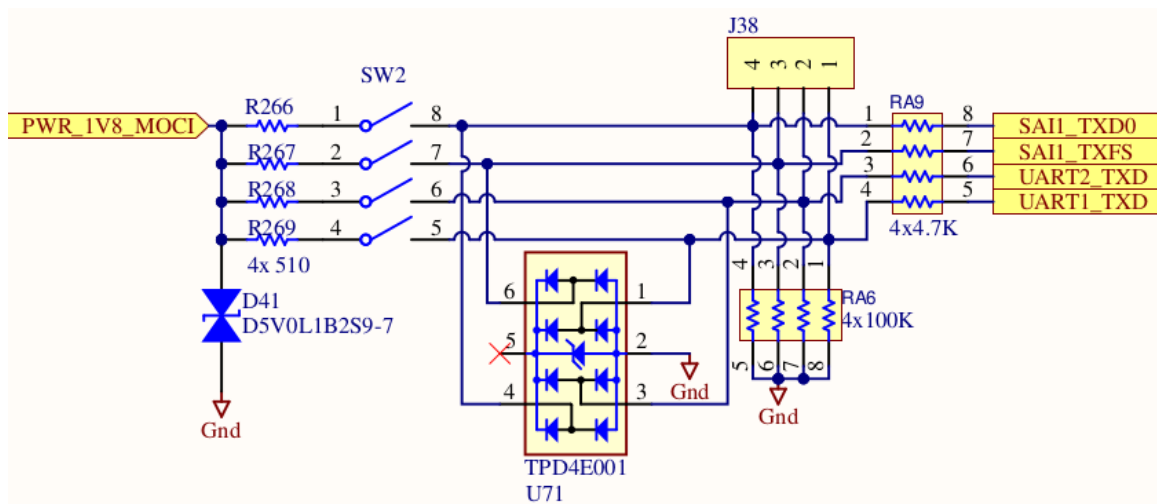 J38
4 3 2 1
SW2
RA9
PWR_1V8_MOCI
R266 1 8
1 8 SAI1_TXD0
R267 2 7
2 7 SAI1_TXFS
R268 3 6
3 6 UART2_TXD
R269 4 5
4 5 UART1_TXD
4x 510
4x4.7K
D41
D5V0L1B2S9-7
Gnd
6 1
5 2
4 3
Gnd
TPD4E001
U71
4 3 2 1
RA6
4x100K
5 6 7 8
Gnd